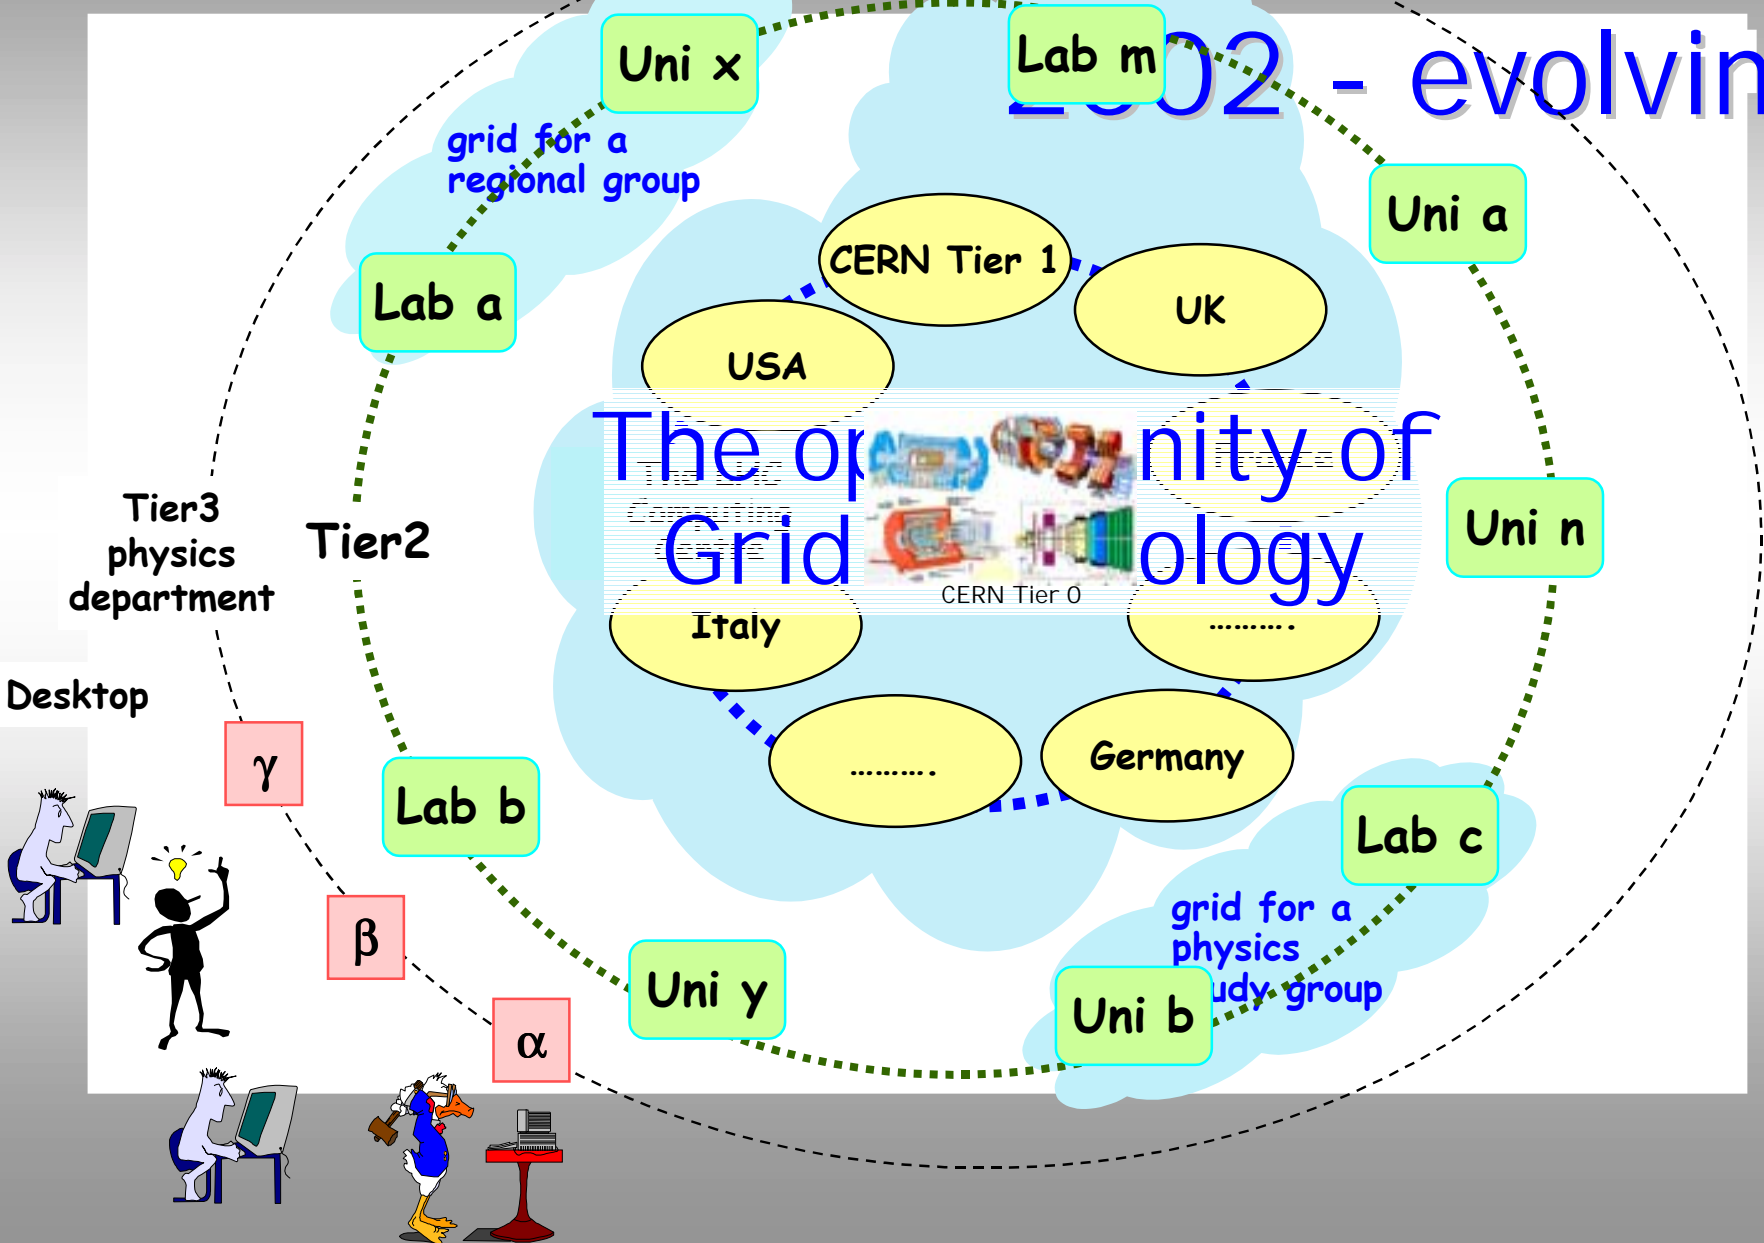 Uni x
Lab m
02 - evolvin
grid for a
regional group
Uni a
CERN Tier 1
UK
Lab a
USA
The op nity of
Grid ology
CERN Tier 0
Tier3
physics
department
Tier2
Uni n
Italy
……….
Desktop
γ
……….
Germany
Lab b
Lab c
β
grid for a
physics
udy group
Uni y
Uni b
α